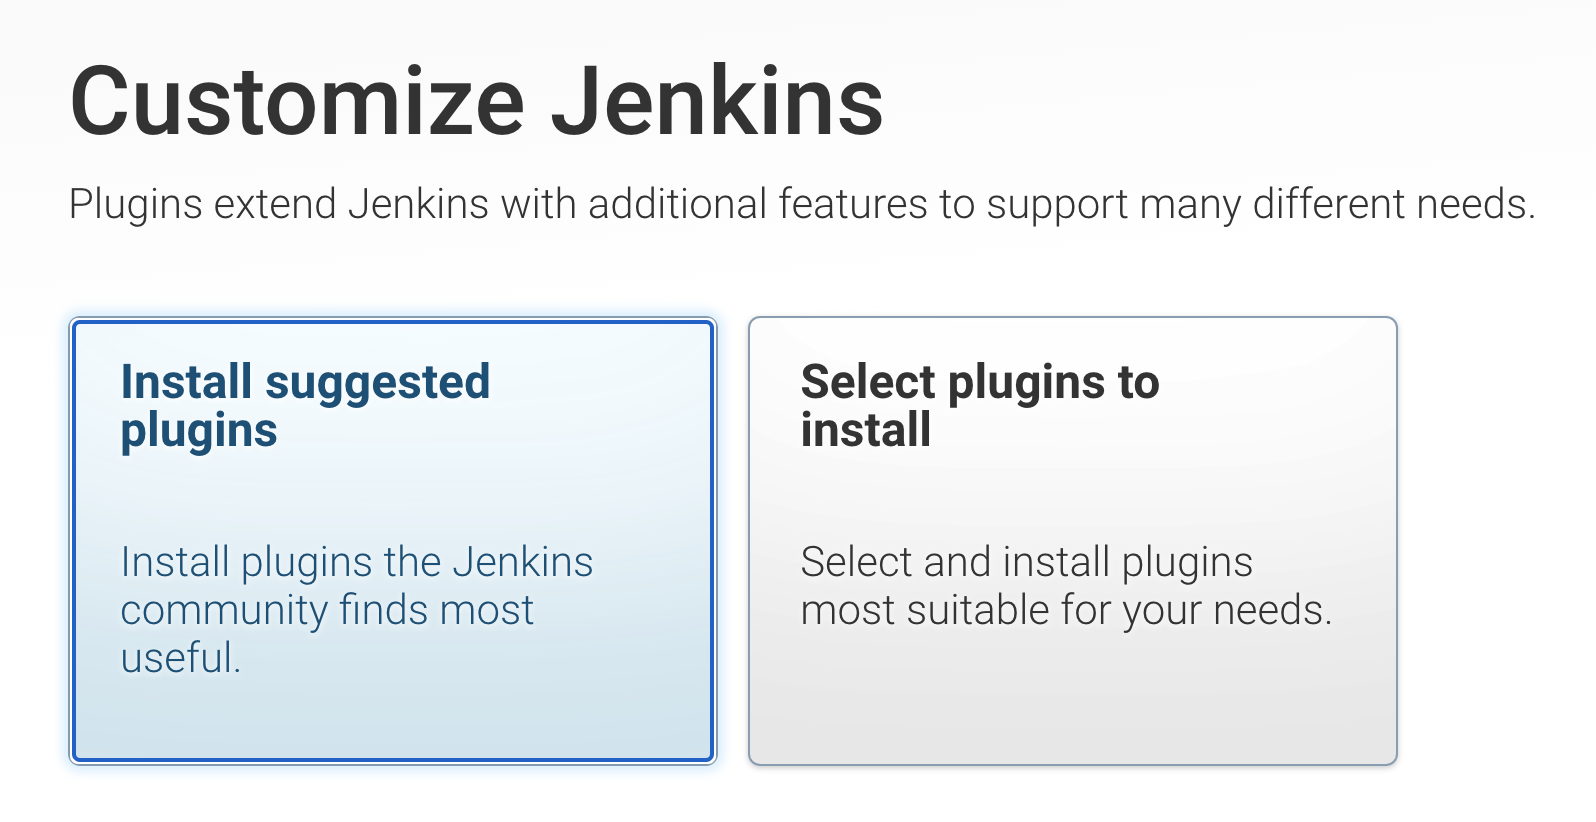 Customize Jenkins
Plugins extend Jenkins with additional features to support many different needs.
Install suggested
plugins
Install plugins the Jenkins
community finds most
useful.
Select plugins to
install
Select and install plugins
most suitable for your needs.